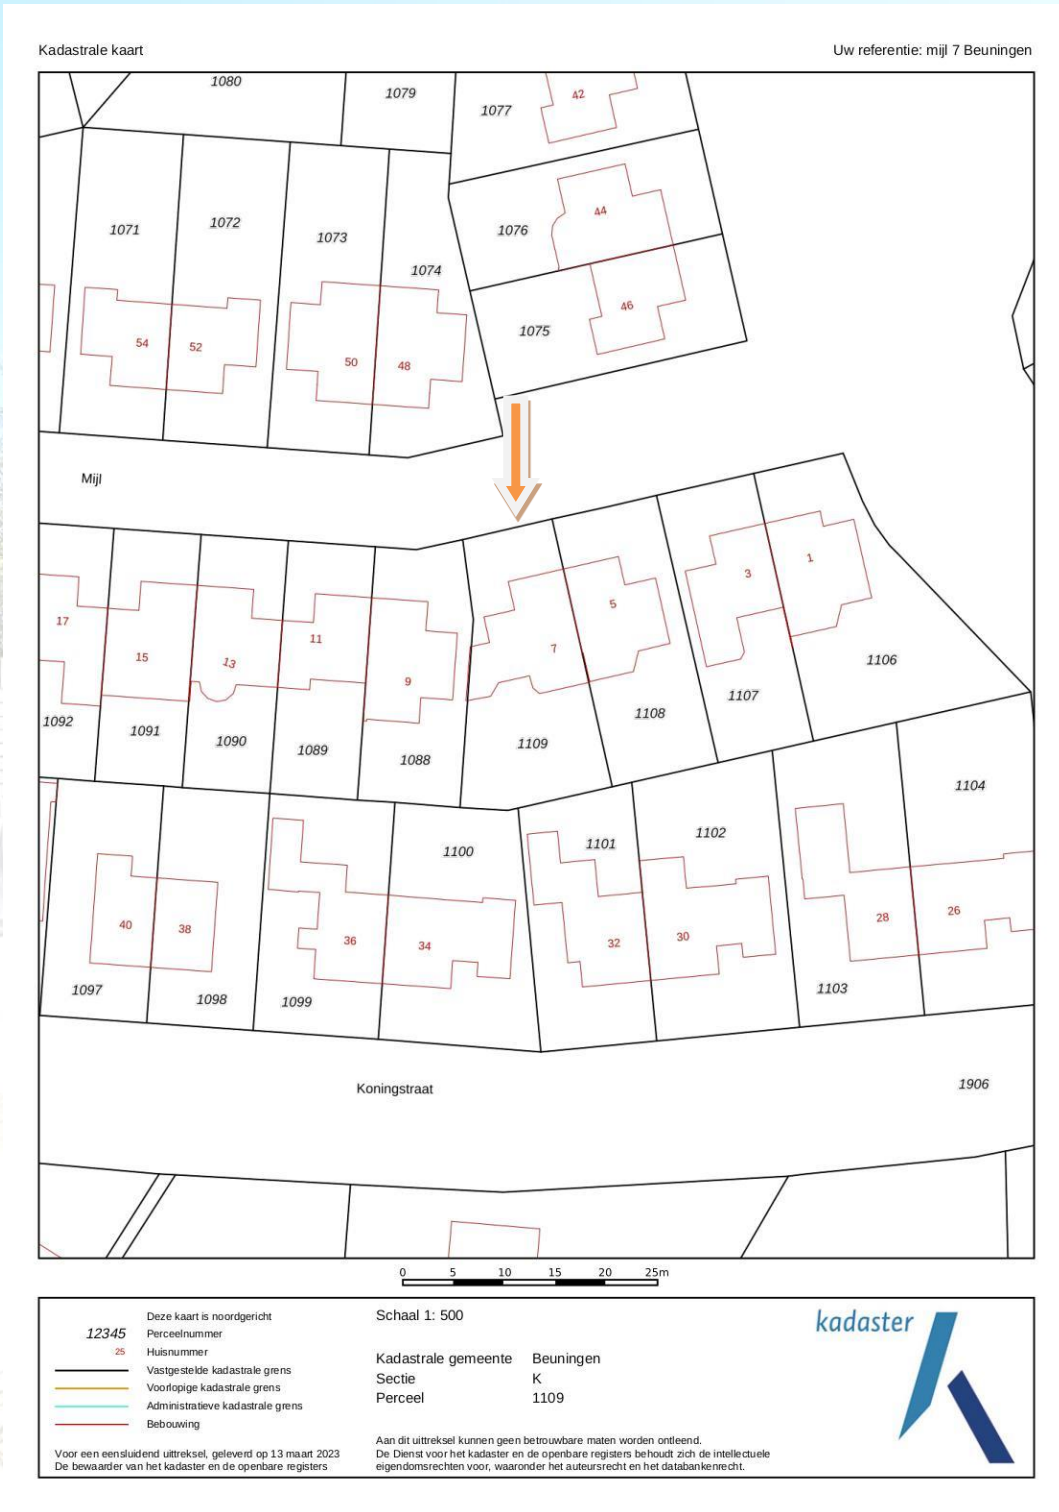 Kadastrale kaart
Uw referentie: mijl 7 Beuningen
1080
1079
1077
42
1071
1072
1073
1074
1076
44
1075
46
54
52
50
48
Mijl
17
15
13
11
9
7
5
3
1
1106
1107
1108
1109
1092
1091
1090
1089
1088
1104
1100
1101
1102
40
38
36
34
32
30
28
26
1097
1098
1099
1103
Koningstraat
1906
0 5 10 15 20 25m
Deze kaart is noordgericht
12345 Perceelnummer
25 Huisnummer
Vastgestelde kadastrale grens
Voorlopige kadastrale grens
Administratieve kadastrale grens
Bebouwing
Voor een eensluidend uittreksel, geleverd op 13 maart 2023
De bewaarder van het kadaster en de openbare registers
Schaal 1: 500
Kadastrale gemeente Beuningen
Sectie K
Perceel 1109
Aan dit uittreksel kunnen geen betrouwbare maten worden ontleend.
De Dienst voor het kadaster en de openbare registers behoudt zich de intellectuele
eigendomsrechten voor, waaronder het auteursrecht en het databankenrecht.
kadaster